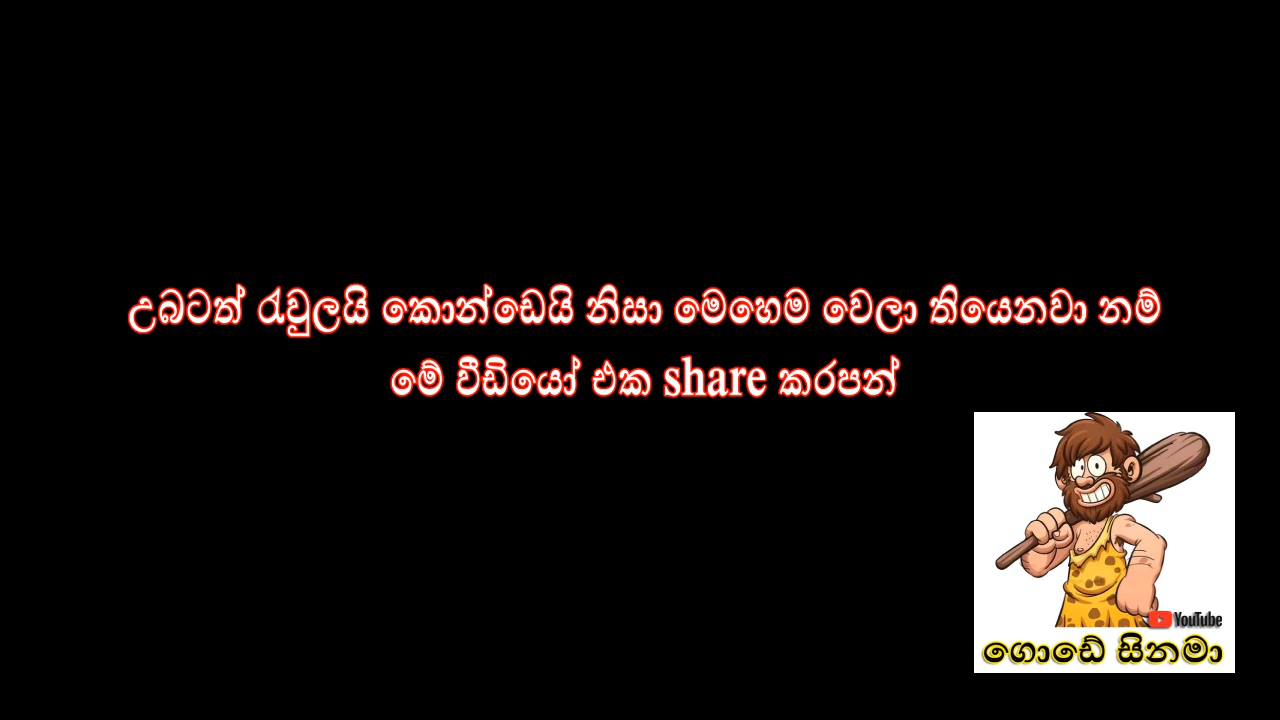 උබටත් රැවුලයි කොන්ඩෙයි නිසා මෙහෙම වෙලා තියෙනවා නම්
මේ වීඩියෝ එක share කරපන්
YouTube
ගොඩේ සිනමා